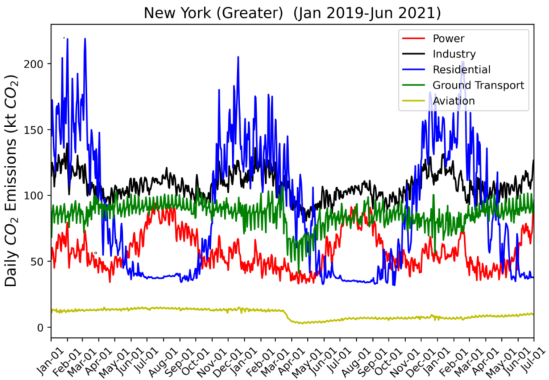 New York (Greater) (Jan 2019-Jun 2021)
Power
Industry
Residential
Ground Transport
Aviation
Daily CO2 Emissions (kt CO2)
200
150
100
50
0
Jan-01
Feb-01
Mar-01
Apr-01
May-01
Jun-01
Jul-01
Aug-01
Sep-01
Oct-01
Nov-01
Dec-01
Jan-01
Feb-01
Mar-01
Apr-01
May-01
Jun-01
Jul-01
Aug-01
Sep-01
Oct-01
Nov-01
Dec-01
Jan-01
Feb-01
Mar-01
Apr-01
May-01
Jun-01
Jul-01